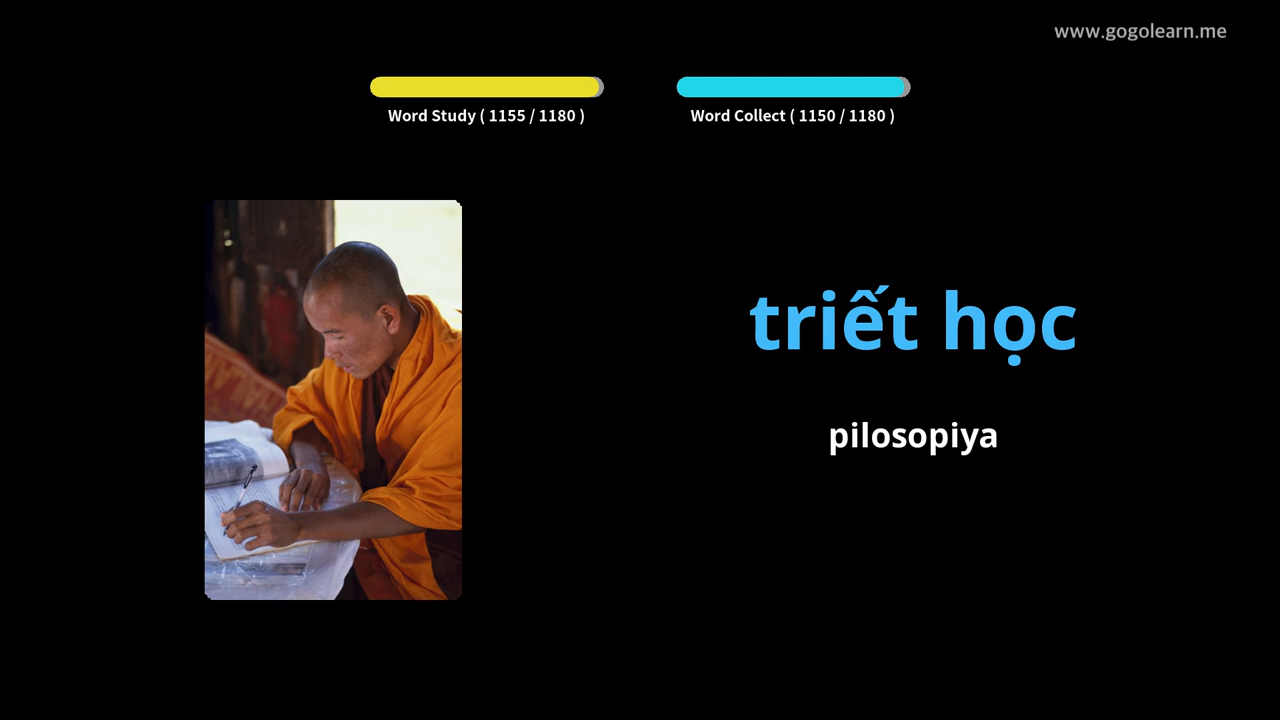 www.gogolearn.me
Word Study ( 1155 / 1180 )
Word Collect ( 1150 / 1180 )
triết học
pilosopiya